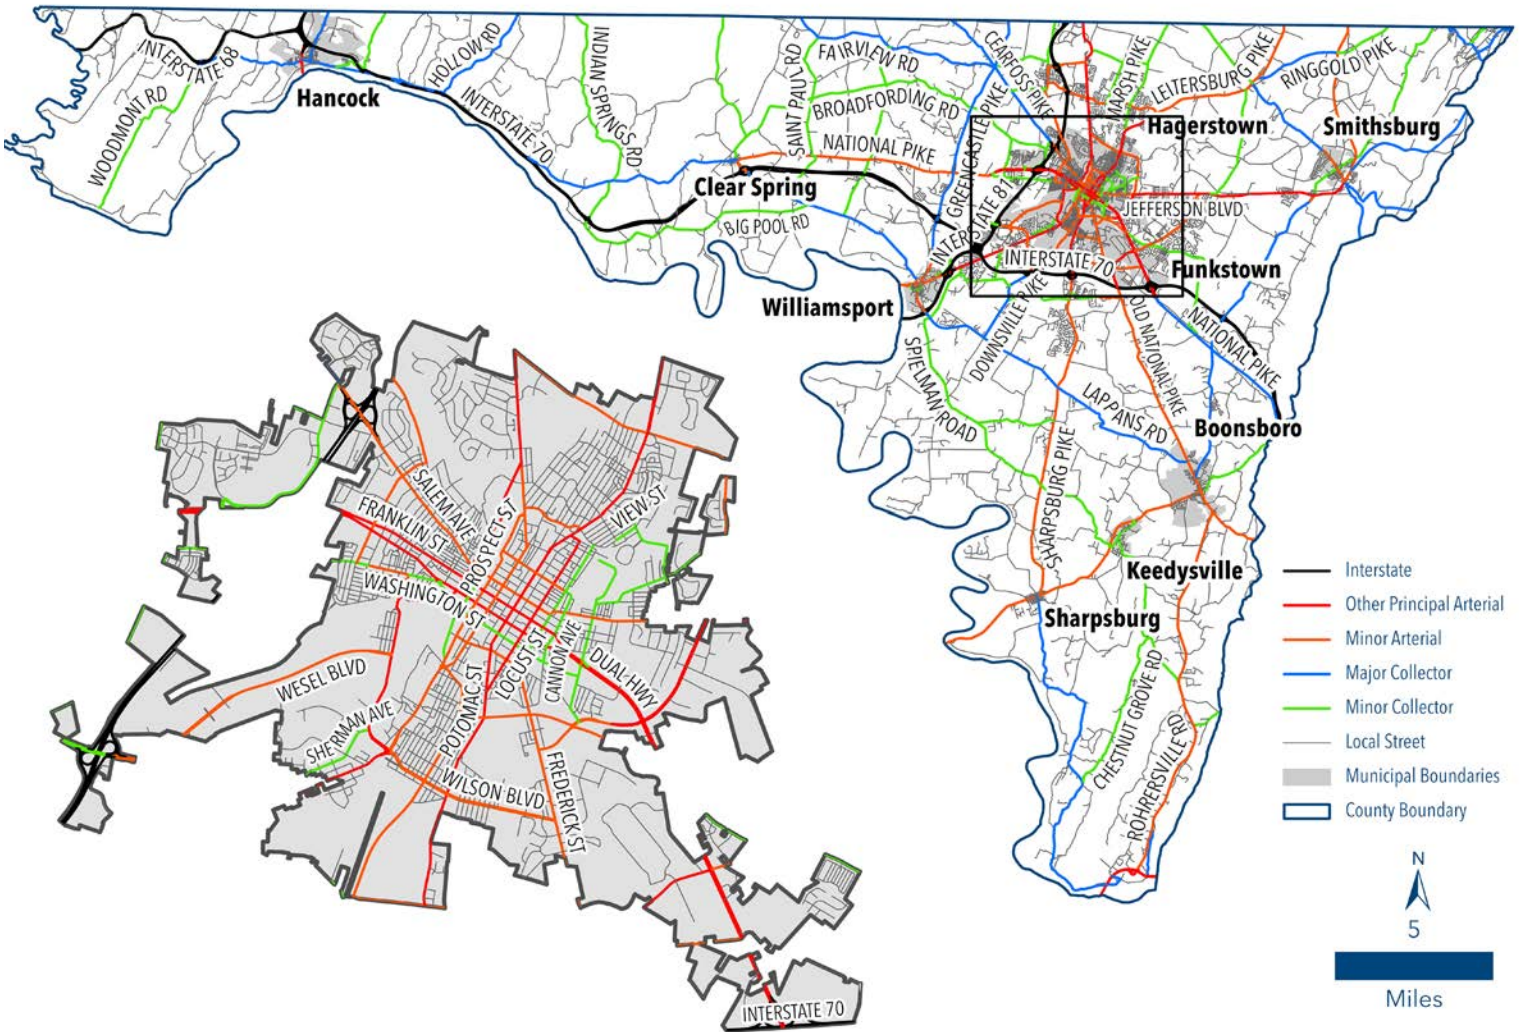 INTERSTATE 68
WOODMONT RD
Hancock
HOLLOW RD
INTERSTATE 70
INDIAN SPRINGS RD
SAINT PAUL RD
FAIRVIEW RD
BROADFORDING RD
NATIONAL PIKE
Clear Spring
BIG POOL RD
GREENCASTLE PIKE
CEARFOSS PIKE
MARSH PIKE
LEITERSBURG PIKE
RINGGOLD PIKE
Hagerstown
Smithsburg
INTERSTATE 81
JEFFERSON BLVD
INTERSTATE 70
Funkstown
Williamsport
DOWNSVILLE PIKE
OLD NATIONAL PIKE
NATIONAL PIKE
SPIELMAN ROAD
LAPPANS RD
Boonsboro
SHARPSBURG PIKE
Keedysville
Sharpsburg
CHESTNUT GROVE RD
ROHRERSVILLE RD
SALEM AVE
FRANKLIN ST
PROSPECT ST
VIEW ST
WASHINGTON ST
WESEL BLVD
SHERMAN AVE
POTOMAC ST
LOCUST ST
CANNON AVE
DUAL HWY
WILSON BLVD
FREDERICK ST
INTERSTATE 70
Interstate
Other Principal Arterial
Minor Arterial
Major Collector
Minor Collector
Local Street
Municipal Boundaries
County Boundary
N
5
Miles